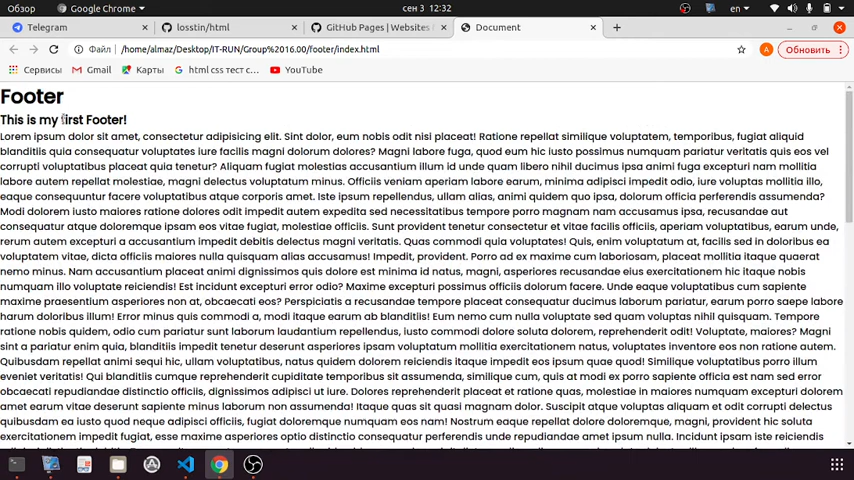 Обзор
Google Chrome
сен 3 12:32
en
Telegram
losstin/html
GitHub Pages | Websites f
Document
Файл
/home/almaz/Desktop/IT-RUN/Group%2016.00/footer/index.html
A
Обновить
Сервисы
Gmail
Карты
html css тест с...
YouTube
Footer
This is my first Footer!
Lorem ipsum dolor sit amet, consectetur adipisicing elit. Sint dolor, eum nobis odit nisi placeat! Ratione repellat similique voluptatem, temporibus, fugiat aliquid
blanditiis quia consequatur voluptates iure facilis magni dolorum dolores? Magni labore fuga, quod eum hic iusto possimus numquam pariatur veritatis quis eos vel
corrupti voluptatibus placeat quia tenetur? Aliquam fugiat molestias accusantium illum id unde quam libero nihil ducimus ipsa animi fuga excepturi nam mollitia
labore autem repellat molestiae, magni delectus voluptatum minus. Officiis veniam aperiam labore earum, minima adipisci impedit odio, iure voluptas mollitia illo,
eaque consequuntur facere voluptatibus atque corporis amet. Iste ipsum repellendus, ullam alias, animi quidem quo ipsa, dolorum officia perferendis assumenda?
Modi dolorem iusto maiores ratione dolores odit impedit autem expedita sed necessitatibus tempore porro magnam nam accusamus ipsa, recusandae aut
doloremque ipsam eos veniam fugiat, molestiae officiis. Sunt provident tenetur consectetur et vitae facilis officiis, aperiam voluptatibus, earum unde,
rerum autem excepturi a accusantium impedit debitis delectus magni veritatis. Quas commodi quia voluptates! Quis, enim voluptatum at, facilis sed in doloribus ea
voluptatem vitae, dicta officiis maiores voluptatibus quisquam alias accusamus! Impedit, provident. Porro ad ex maxime cum laboriosam, placeat mollitia itaque cum
nemo minus. Nam accusantium placeat animi dignissimos quis dolor est minima id natus, magni, asperiores recusandae eius exercitationem hic itaque nobis
numquam illo voluptate reiciendis! Est incidunt excepturi error odio? Maxime excepturi possimus officiis dolorum facere. Unde eaque voluptatibus cum sapiente
maxime praesentium asperiores non at, obcaecati eos? Perspiciatis a recusandae tempore placeat consequatur ducimus laborum pariatur, earum porro saepe labore
harum doloribus illum! Error minus quis commodi a, modi itaque earum ab blanditiis! Eum nemo cum nulla voluptate sunt vel nihil quisquam. Tempore
ratione nobis quidem, odio cum pariatur sunt laborum laudantium repellendus, iusto commodi dolore soluta dolorem, reprehenderit odit! Voluptate, maiores? Magni
sint a pariatur enim quia, blanditiis impedit tenetur deserunt asperiores impedit mollitia exercitationem natus, voluptates inventore eos non ratione autem.
Quibusdam repellat animi sequi hic, ullam voluptatibus, natus quidem dolorem reiciendis itaque impedit eos ipsum quae quod! Similique voluptates porro illum
eveniet veritatis! Qui blanditiis cumque reprehenderit cupiditate temporibus sit assumenda, similique cum, quis at modi ex porro sapiente officia est maiores
obcaecati repudiandae distinctio officiis, dignissimos adipisci ut iure. Dolores reprehenderit placeat et ratione quas, molestiae numquam excepturi dolorem
amet earum vitae dolorum laborum non assumenda! Itaque quas sit quasi magnam dolor. Suscipit atque voluptas aliquam et odit commodi voluptatibus,
quibusdam ea iusto quod neque adipisci officiis, fugiat doloremque numquam eos nam! Nostrum eaque repellat dolore doloremque, magni, provident
exercitationem fugiat, esse maxime asperiores optio distinctio consectetur unde repudiandae amet ipsum nulla. Incidunt ipsam iste reiciendis